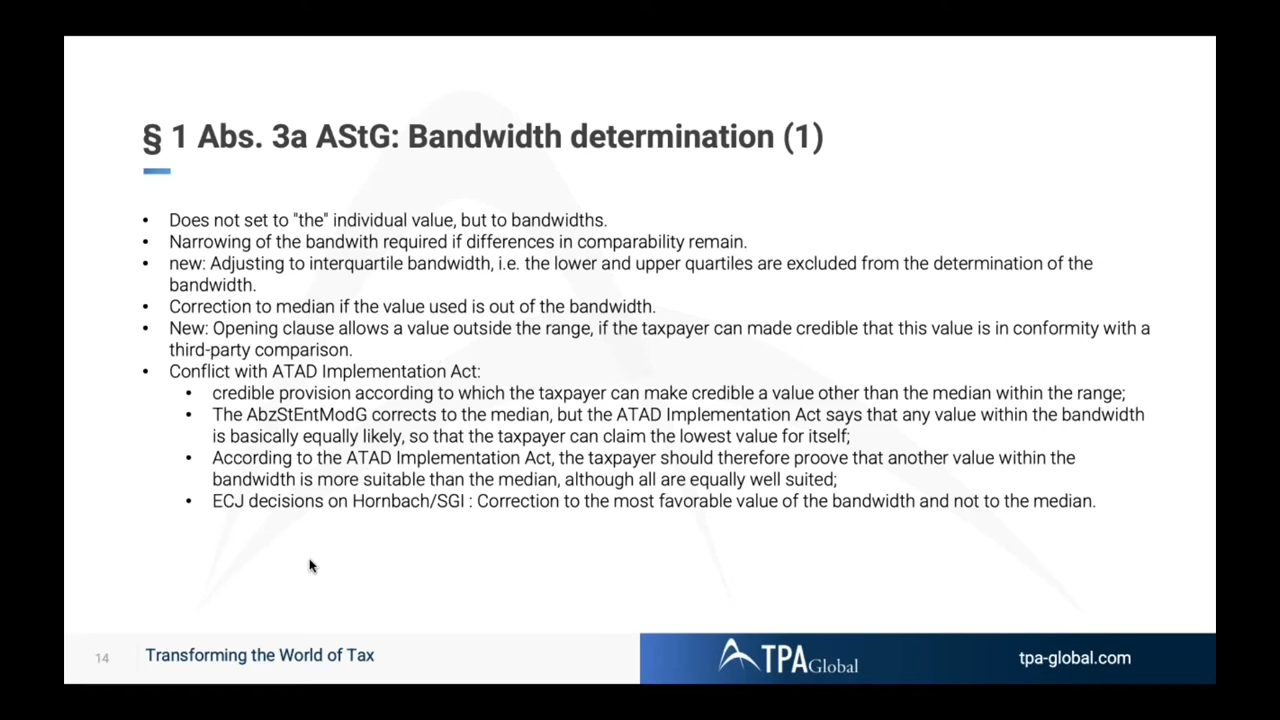 § 1 Abs. 3a AStG: Bandwidth determination (1)
• Does not set to "the" individual value, but to bandwidths.
• Narrowing of the bandwith required if differences in comparability remain.
• new: Adjusting to interquartile bandwidth, i.e. the lower and upper quartiles are excluded from the determination of the
bandwidth.
• Correction to median if the value used is out of the bandwidth.
• New: Opening clause allows a value outside the range, if the taxpayer can made credible that this value is in conformity with a
third-party comparison.
• Conflict with ATAD Implementation Act:
• credible provision according to which the taxpayer can make credible a value other than the median within the range;
• The AbzStEntModG corrects to the median, but the ATAD Implementation Act says that any value within the bandwidth
is basically equally likely, so that the taxpayer can claim the lowest value for itself;
• According to the ATAD Implementation Act, the taxpayer should therefore proove that another value within the
bandwidth is more suitable than the median, although all are equally well suited;
• ECJ decisions on Hornbach/SGI : Correction to the most favorable value of the bandwidth and not to the median.
14
Transforming the World of Tax
TPA Global
tpa-global.com